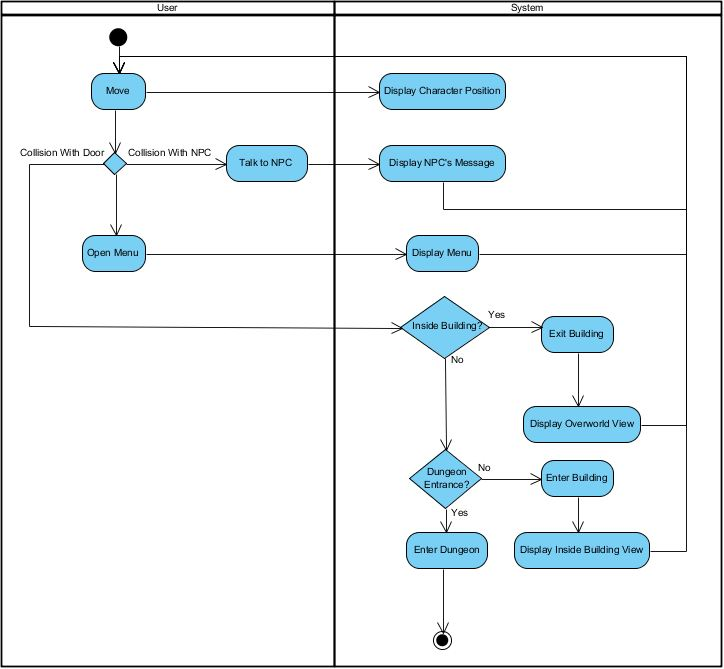 User
System
Move
Display Character Position
Collision With Door
Collision With NPC
Talk to NPC
Display NPC's Message
Open Menu
Display Menu
Inside Building?
Yes
Exit Building
No
Display Overworld View
Dungeon
Entrance?
No
Enter Building
Yes
Enter Dungeon
Display Inside Building View